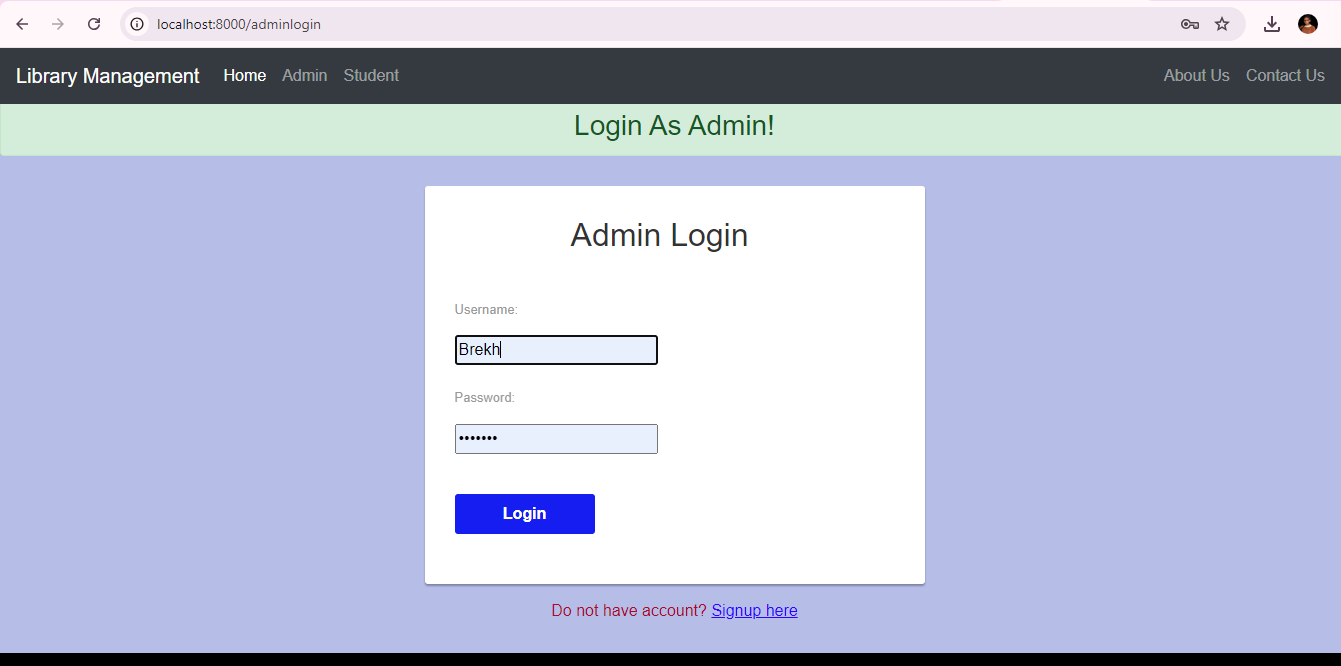 localhost:8000/adminlogin
Library Management Home Admin Student About Us Contact Us
Login As Admin!
Admin Login
Username:
Brekh
Password:
•••••••
Login
Do not have account? Signup here